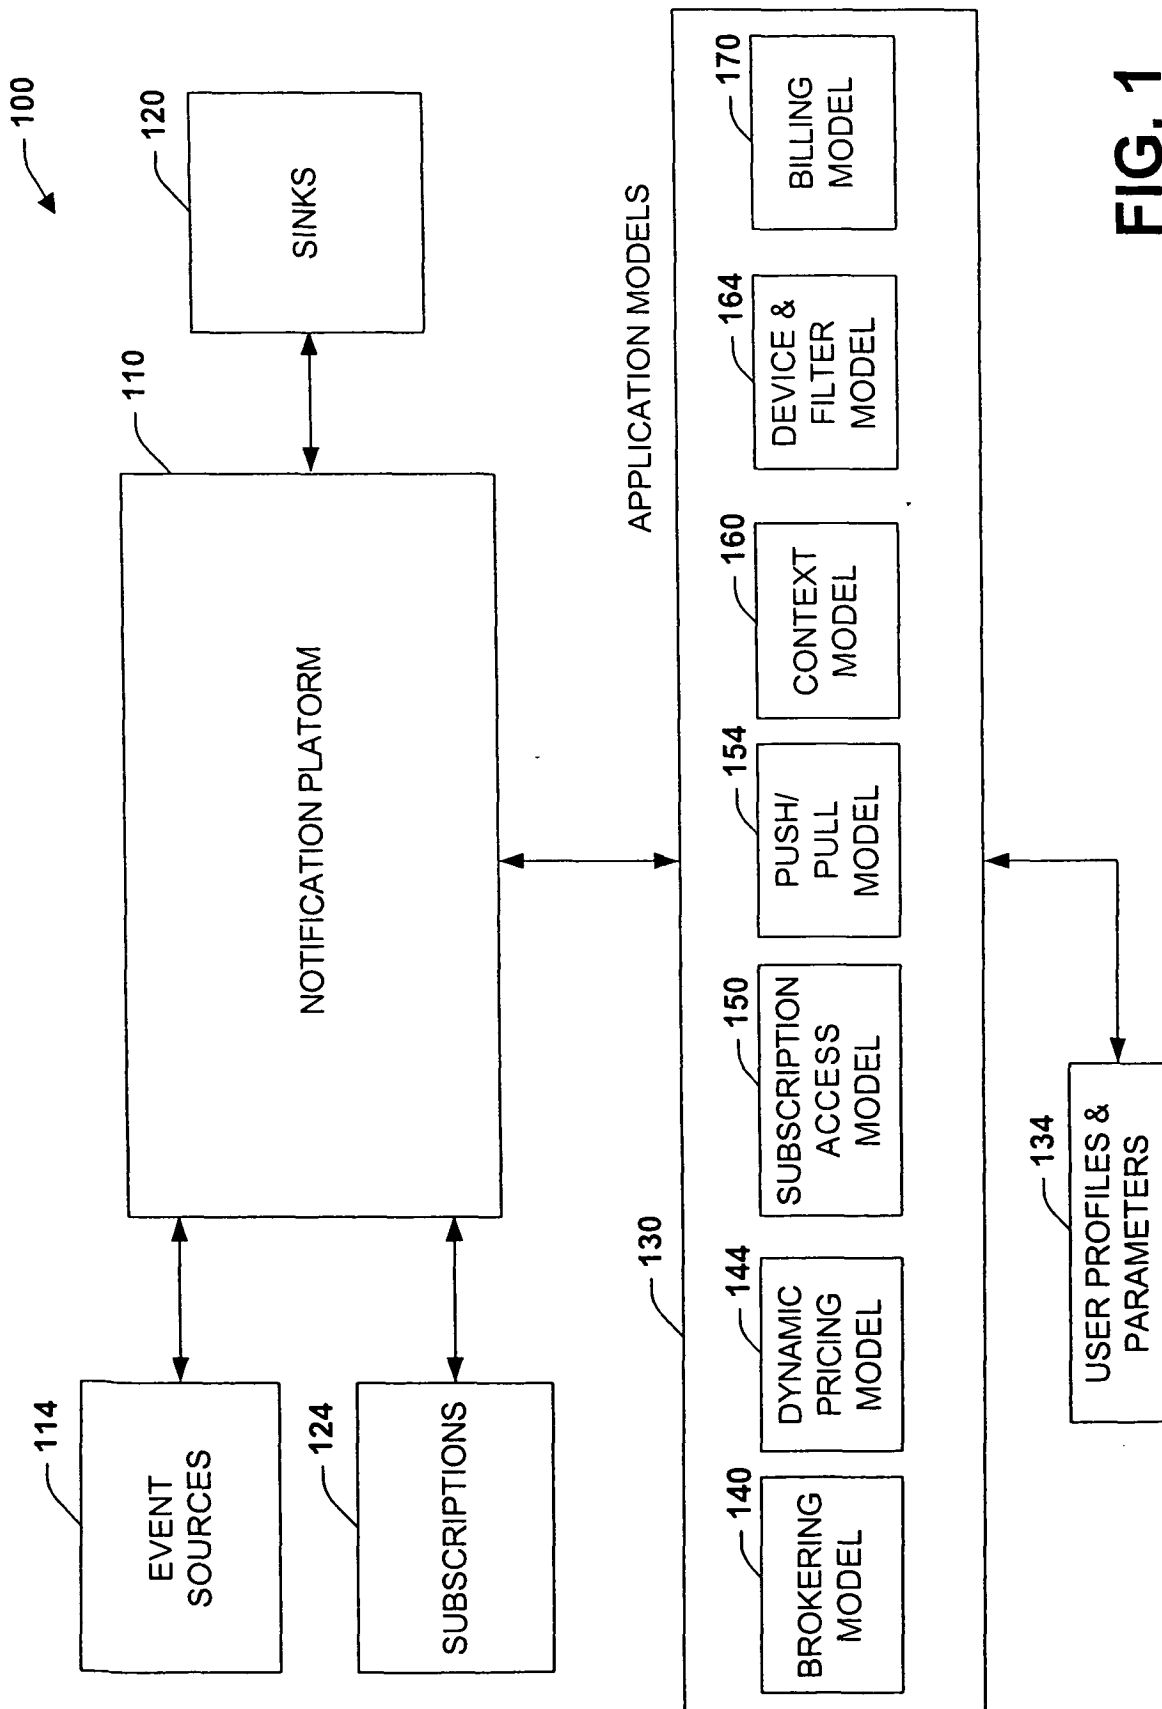 100
114
EVENT
SOURCES
124
SUBSCRIPTIONS
110
NOTIFICATION PLATORM
120
SINKS
APPLICATION MODELS
130
140
BROKERING
MODEL
144
DYNAMIC
PRICING
MODEL
150
SUBSCRIPTION
ACCESS
MODEL
154
PUSH/
PULL
MODEL
160
CONTEXT
MODEL
164
DEVICE &
FILTER
MODEL
170
BILLING
MODEL
134
USER PROFILES &
PARAMETERS
FIG. 1